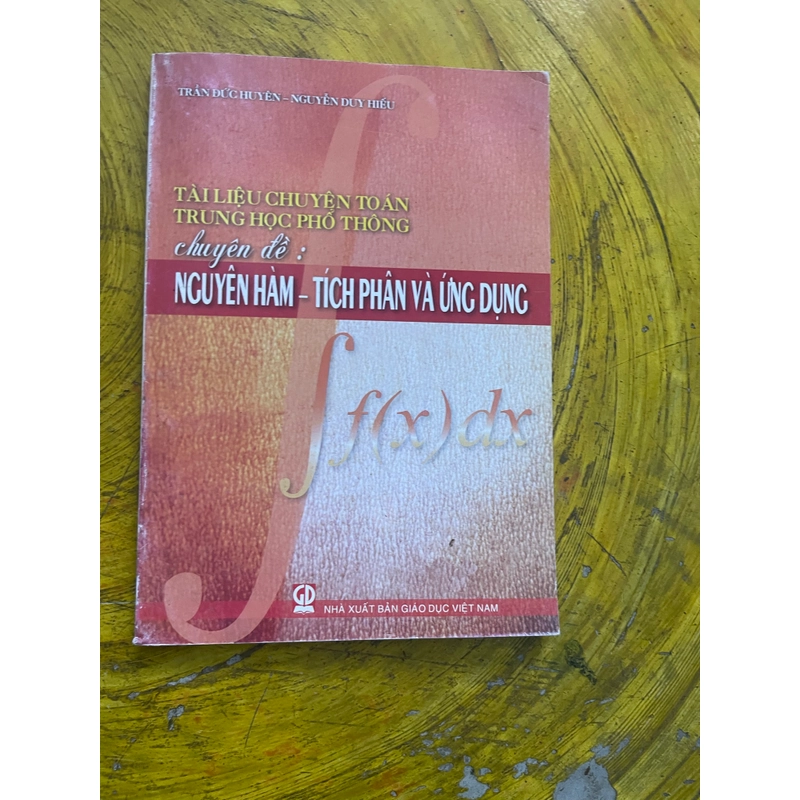 TRẦN ĐỨC HUYÊN – NGUYỄN DUY HIẾU
TÀI LIỆU CHUYÊN TOÁN
TRUNG HỌC PHỔ THÔNG
chuyên đề :
NGUYÊN HÀM – TÍCH PHÂN VÀ ỨNG DỤNG
∫ f(x)dx
GD
NHÀ XUẤT BẢN GIÁO DỤC VIỆT NAM